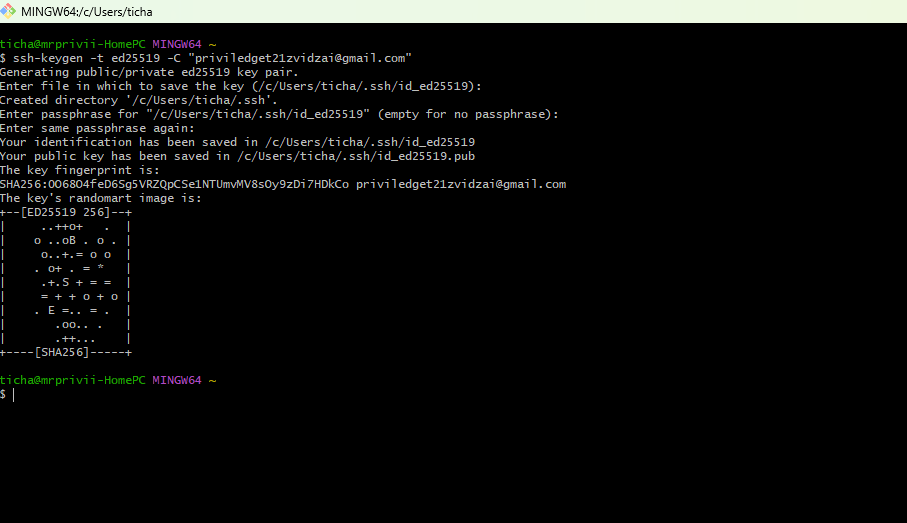 MINGW64:/c/Users/ticha
ticha@mrprivii-HomePC MINGW64 ~
$ ssh-keygen -t ed25519 -C "priviledget21zvidzai@gmail.com"
Generating public/private ed25519 key pair.
Enter file in which to save the key (/c/Users/ticha/.ssh/id_ed25519):
Created directory '/c/Users/ticha/.ssh'.
Enter passphrase for "/c/Users/ticha/.ssh/id_ed25519" (empty for no passphrase):
Enter same passphrase again:
Your identification has been saved in /c/Users/ticha/.ssh/id_ed25519
Your public key has been saved in /c/Users/ticha/.ssh/id_ed25519.pub
The key fingerprint is:
SHA256:OO68O4feD6Sg5VRZQpCSe1NTUmvMV8sOy9zDi7HDkCo priviledget21zvidzai@gmail.com
The key's randomart image is:
+--[ED25519 256]--+
|     ..++o+   .  |
|    o ..oB . o . |
|     o..+.= o o  |
|    . o+ . = *   |
|     .+.S + = =  |
|     = + + o + o |
|    . E =.. = .  |
|       .oo.. .   |
|       .++...    |
+----[SHA256]-----+
ticha@mrprivii-HomePC MINGW64 ~
$